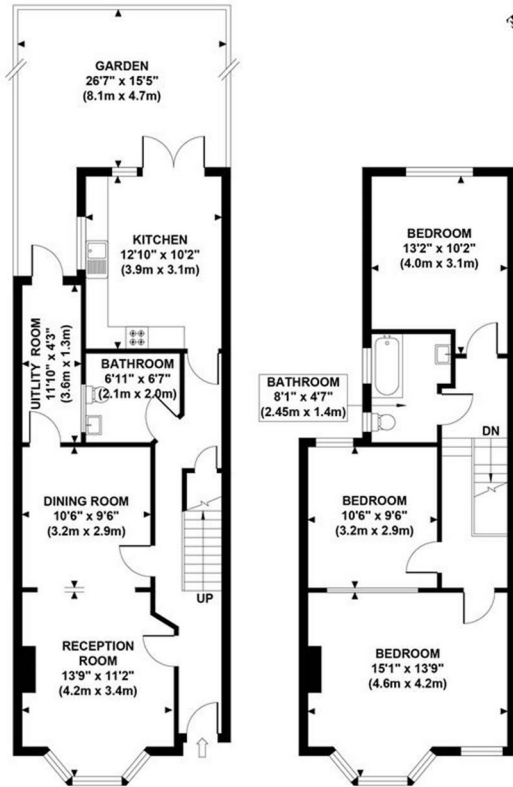 GARDEN
26'7" x 15'5"
(8.1m x 4.7m)
KITCHEN
12'10" x 10'2"
(3.9m x 3.1m)
UITLITY ROOM
11'10" x 4'3"
(3.6m x 1.3m)
BATHROOM
6'11" x 6'7"
(2.1m x 2.0m)
DINING ROOM
10'6" x 9'6"
(3.2m x 2.9m)
UP
RECEPTION
ROOM
13'9" x 11'2"
(4.2m x 3.4m)
BEDROOM
13'2" x 10'2"
(4.0m x 3.1m)
BATHROOM
8'1" x 4'7"
(2.45m x 1.4m)
DN
BEDROOM
10'6" x 9'6"
(3.2m x 2.9m)
BEDROOM
15'1" x 13'9"
(4.6m x 4.2m)